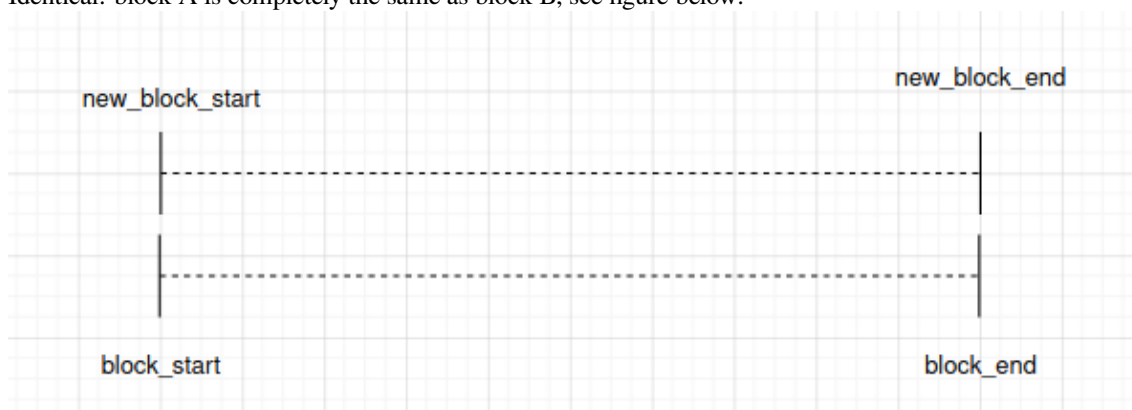 Identical: block A is completely the same as block B, see figure below:
new_block_start
new_block_end
block_start
block_end